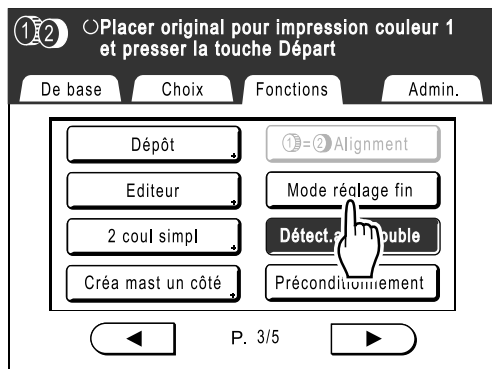 ①② Placer original pour impression couleur 1
et presser la touche Départ
De base Choix Fonctions Admin.
Dépôt ①=② Alignment
Editeur Mode réglage fin
2 coul simpl Détect.
Créa mast un côté Préconditionnement
P. 3/5